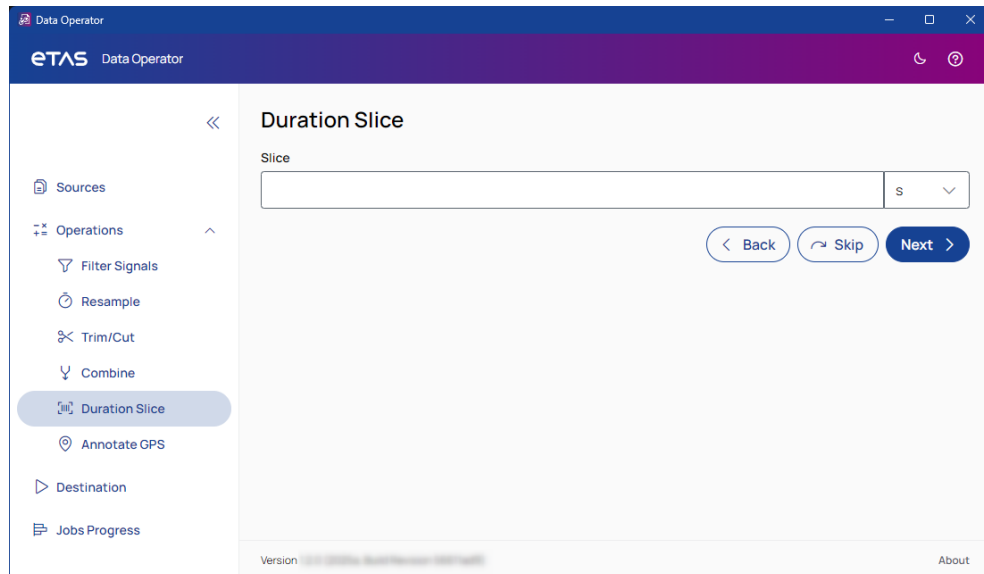 Data Operator
ETAS Data Operator
Duration Slice
Slice
s
Sources
Operations
Filter Signals
Resample
Trim/Cut
Combine
Duration Slice
Annotate GPS
Destination
Jobs Progress
Back
Skip
Next
Version
About